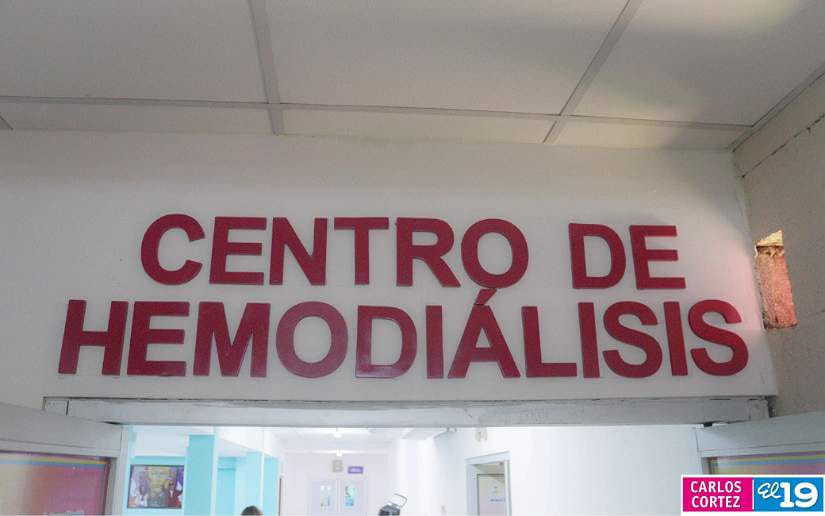 CENTRO DE
HEMODIÁLISIS
CARLOS
CORTEZ
El 19